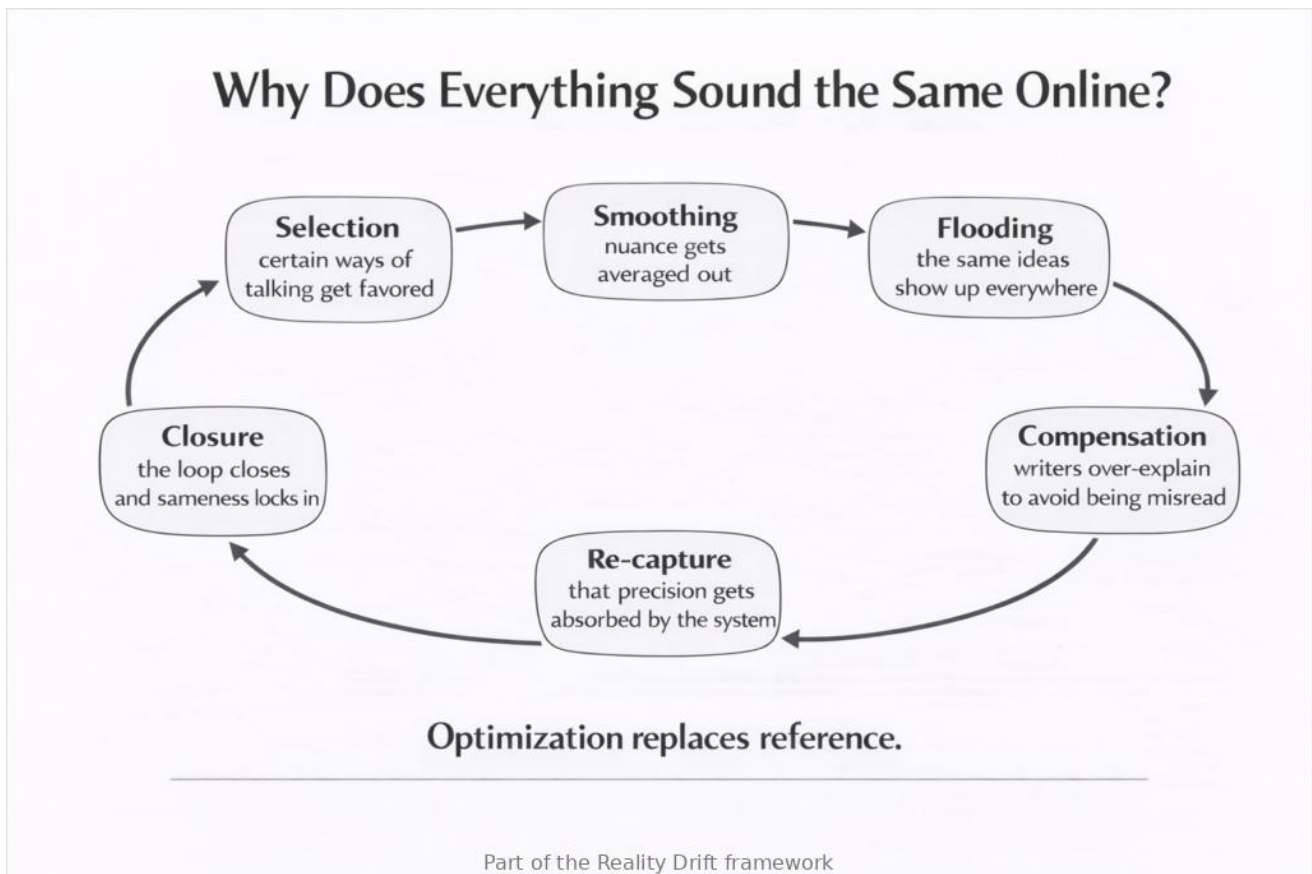 Why Does Everything Sound the Same Online?
Selection
certain ways of
talking get favored
Smoothing
nuance gets
averaged out
Flooding
the same ideas
show up everywhere
Compensation
writers over-explain
to avoid being misread
Re-capture
that precision gets
absorbed by the system
Closure
the loop closes
and sameness locks in
Optimization replaces reference.
Part of the Reality Drift framework